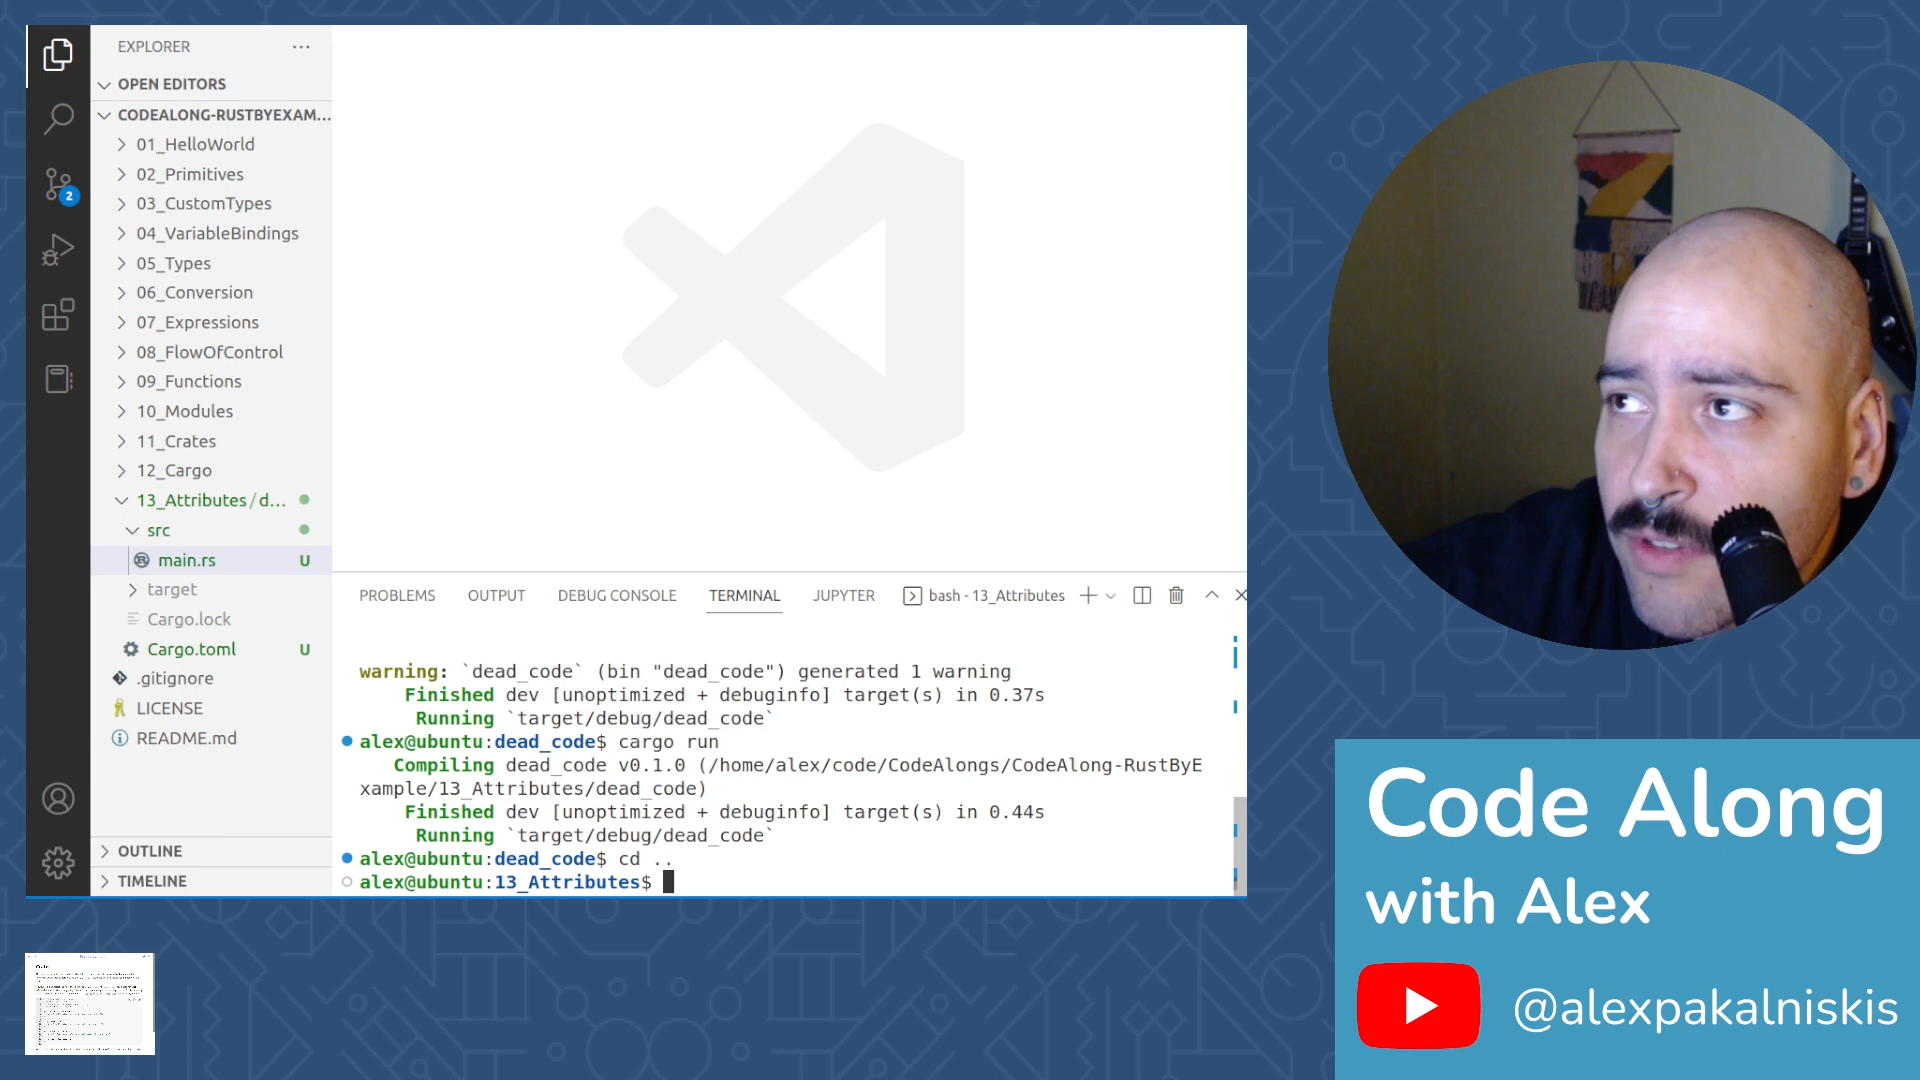 EXPLORER
OPEN EDITORS
CODEALONG-RUSTBYEXAM...
01_HelloWorld
02_Primitives
03_CustomTypes
04_VariableBindings
05_Types
06_Conversion
07_Expressions
08_FlowOfControl
09_Functions
10_Modules
11_Crates
12_Cargo
13_Attributes/d...
src
main.rs U
target
Cargo.lock
Cargo.toml U
.gitignore
LICENSE
README.md
OUTLINE
TIMELINE
2
PROBLEMS OUTPUT DEBUG CONSOLE TERMINAL JUPYTER bash - 13_Attributes
warning: `dead_code` (bin "dead_code") generated 1 warning
Finished dev [unoptimized + debuginfo] target(s) in 0.37s
Running `target/debug/dead_code`
alex@ubuntu:dead_code$ cargo run
Compiling dead_code v0.1.0 (/home/alex/code/CodeAlongs/CodeAlong-RustByE
xample/13_Attributes/dead_code)
Finished dev [unoptimized + debuginfo] target(s) in 0.44s
Running `target/debug/dead_code`
alex@ubuntu:dead_code$ cd ..
alex@ubuntu:13_Attributes$
Code Along
with Alex
@alexpakalniskis